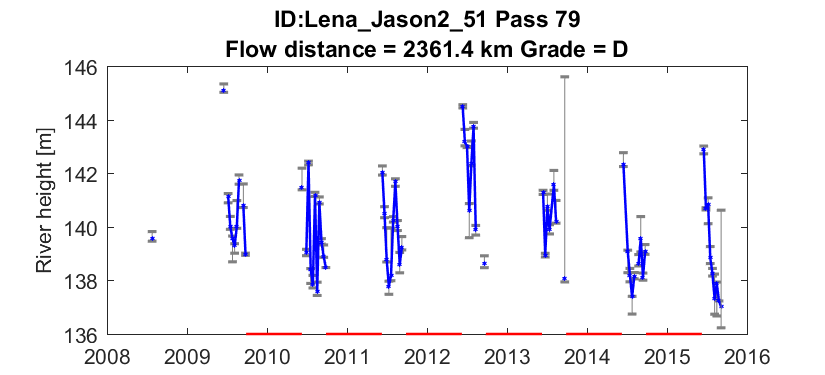 ID:Lena_Jason2_51 Pass 79
Flow distance = 2361.4 km Grade = D
River height [m]
146
144
142
140
138
136
2008 2009 2010 2011 2012 2013 2014 2015 2016